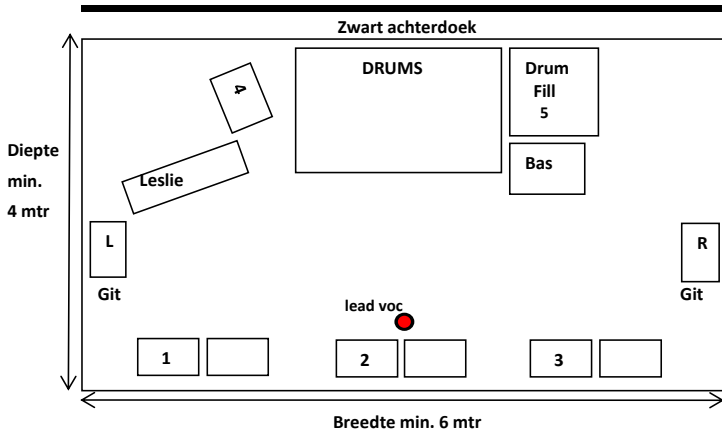 Zwart achterdoek
DRUMS
Drum
Fill
5
4
Diepte
min.
4 mtr
Bas
Leslie
L
R
Git
Git
lead voc
1
2
3
Breedte min. 6 mtr